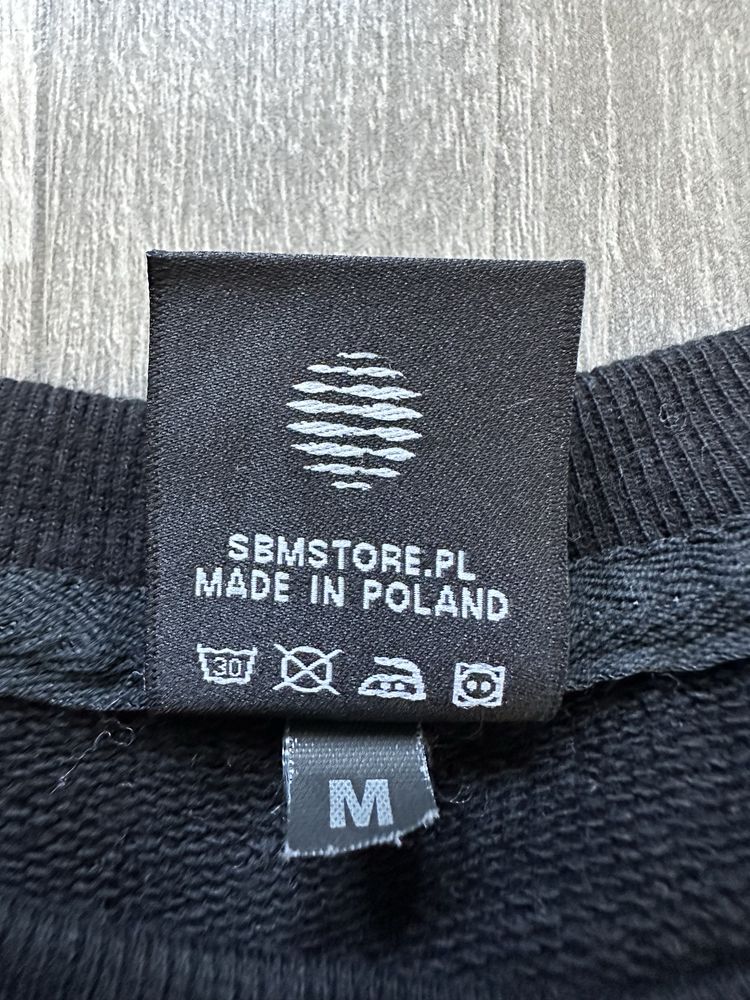 SBMSTORE.PL
MADE IN POLAND
30
M